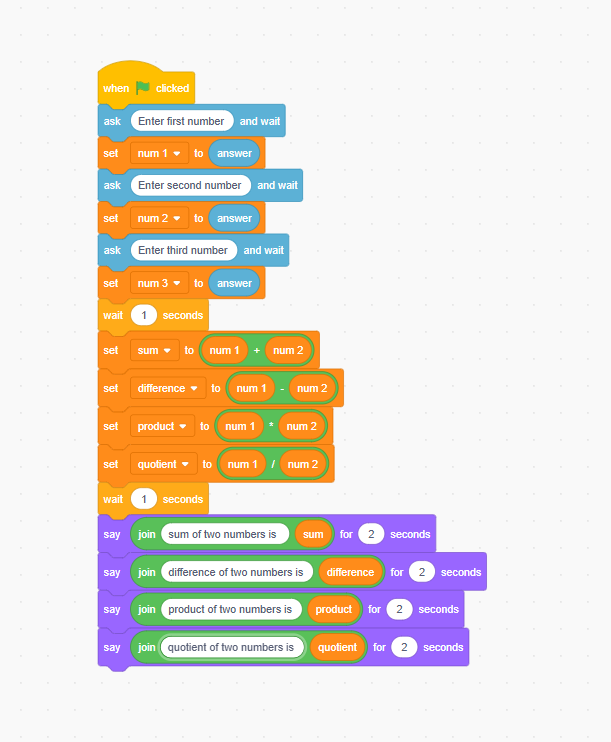 when clicked
ask Enter first number and wait
set num 1 to answer
ask Enter second number and wait
set num 2 to answer
ask Enter third number and wait
set num 3 to answer
wait 1 seconds
set sum to num 1 + num 2
set difference to num 1 - num 2
set product to num 1 * num 2
set quotient to num 1 / num 2
wait 1 seconds
say join sum of two numbers is sum for 2 seconds
say join difference of two numbers is difference for 2 seconds
say join product of two numbers is product for 2 seconds
say join quotient of two numbers is quotient for 2 seconds